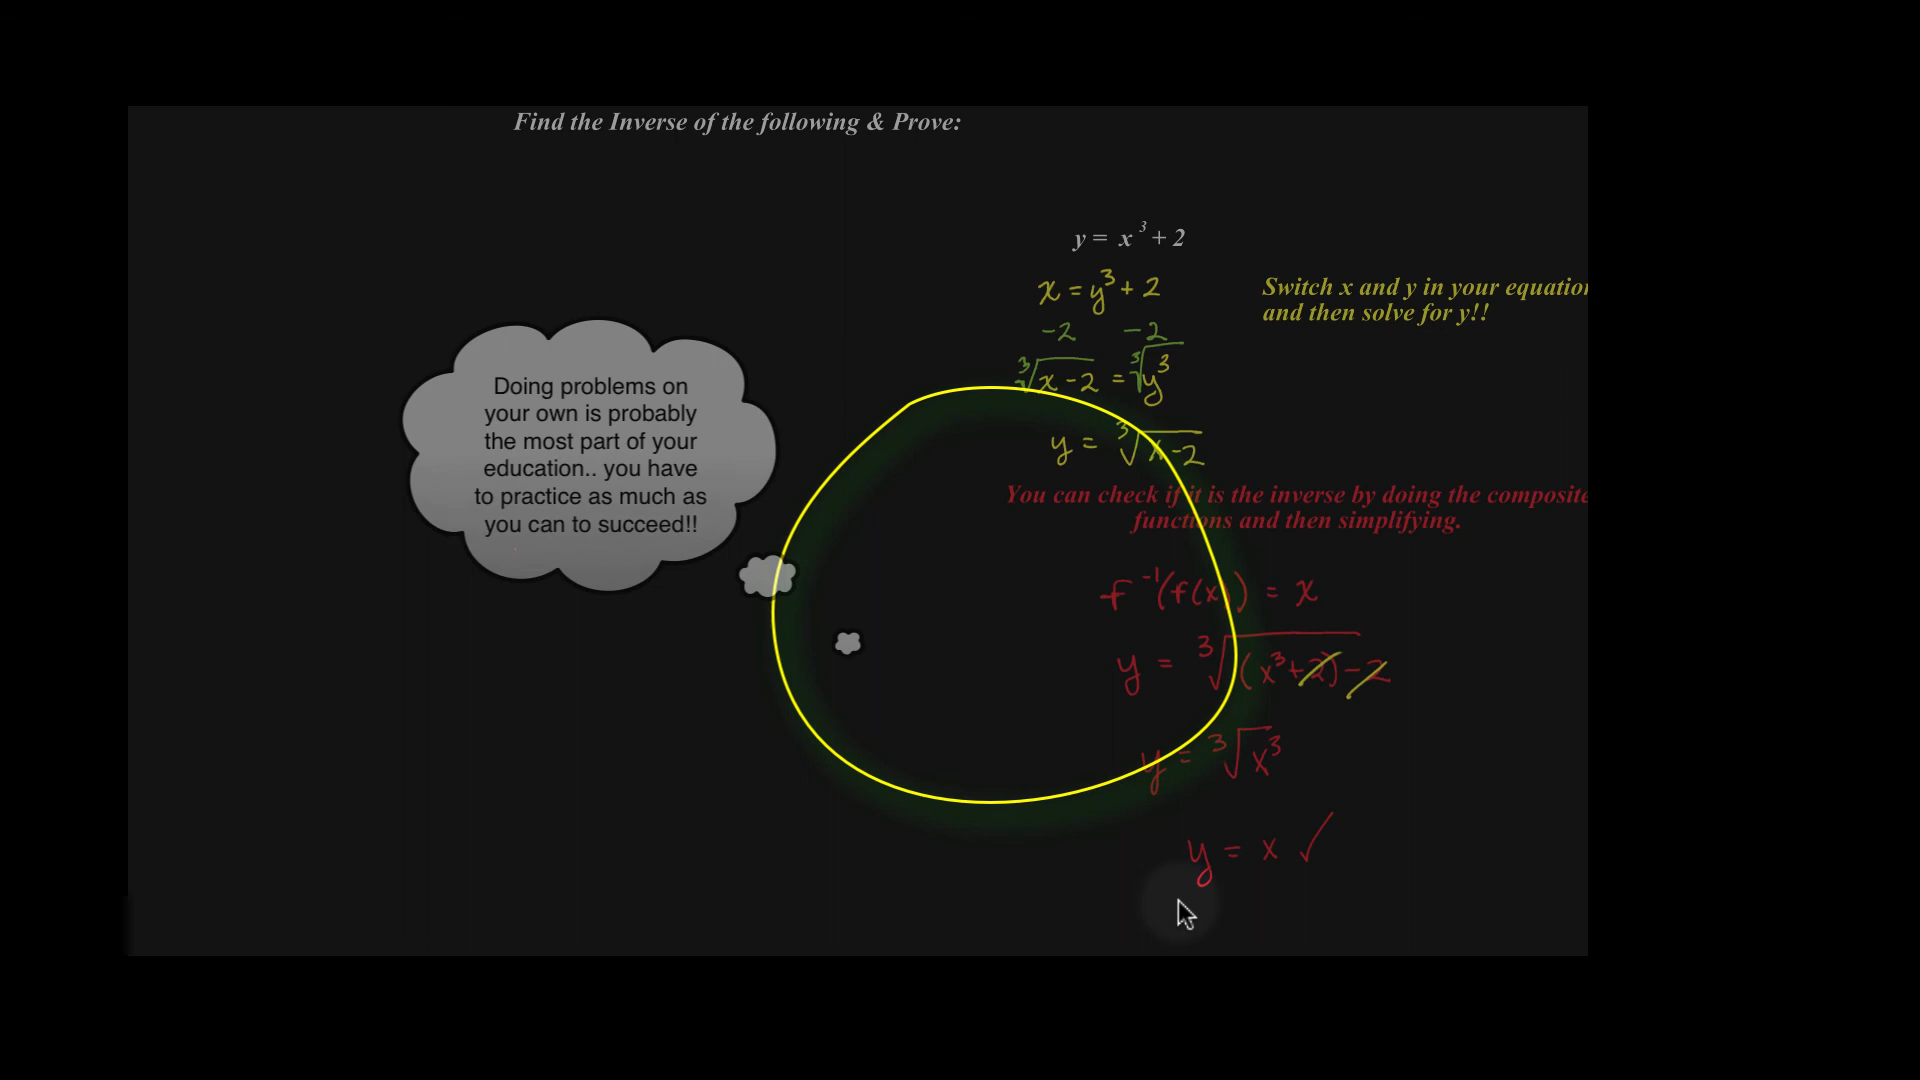 Find the Inverse of the following & Prove:
y = x³ + 2
x = y³ + 2
-2 -2
∛(x-2) = ∛y³
y = ∛(x-2)
Switch x and y in your equation
and then solve for y!!
Doing problems on
your own is probably
the most part of your
education.. you have
to practice as much as
you can to succeed!!
You can check if it is the inverse by doing the composite
functions and then simplifying.
f⁻¹(f(x)) = x
y = ∛((x³+2)-2)
y = ∛x³
y = x ✓